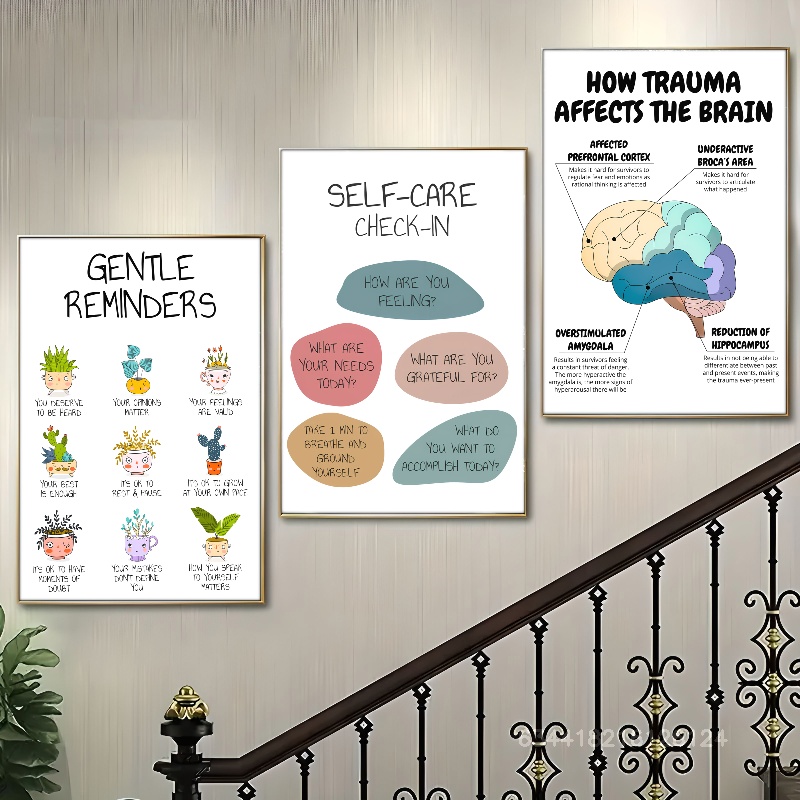 GENTLE
REMINDERS
YOU DESERVE
TO BE HEARD
YOUR OPINIONS
MATTER
YOUR FEELINGS
ARE VALID
YOUR BEST
IS ENOUGH
IT'S OK TO
REST & PAUSE
IT'S OK TO GROW
AT YOUR OWN PACE
IT'S OK TO HAVE
MOMENTS OF
DOUBT
YOUR MISTAKES
DON'T DEFINE
YOU
HOW YOU SPEAK
TO YOURSELF
MATTERS
SELF-CARE
CHECK-IN
HOW ARE YOU
FEELING?
WHAT ARE
YOUR NEEDS
TODAY?
WHAT ARE YOU
GRATEFUL FOR?
TAKE 1 MIN TO
BREATHE AND
GROUND
YOURSELF
WHAT DO
YOU WANT TO
ACCOMPLISH TODAY?
HOW TRAUMA
AFFECTS THE BRAIN
AFFECTED
PREFRONTAL CORTEX
Makes it hard for survivors to
regulate fear and emotions as
rational thinking is affected
UNDERACTIVE
BROCA'S AREA
Makes it hard for
survivors to articulate
what happened
OVERSTIMULATED
AMYGDALA
Results in survivors feeling
a constant threat of danger.
The more hyperactive the
amygdala is, the more signs of
hyperarousal there will be
REDUCTION OF
HIPPOCAMPUS
Results in not being able to
differentiate between past
and present events, making
the trauma ever-present